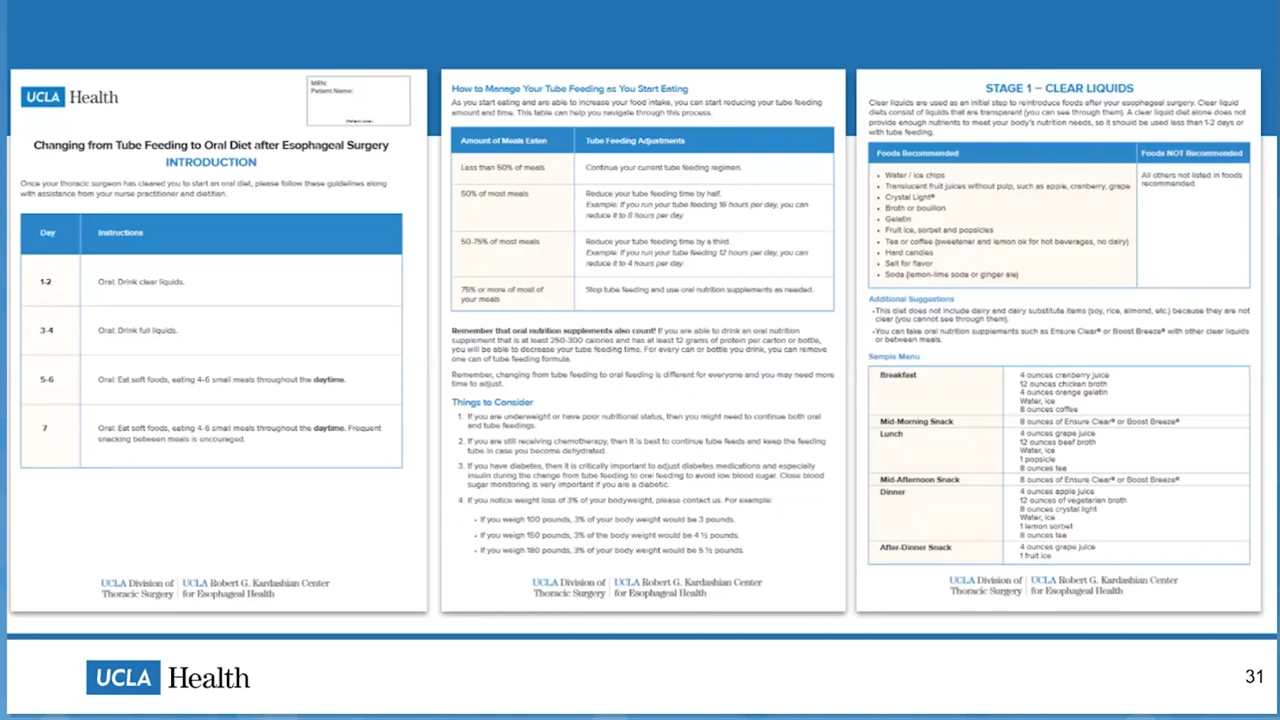 UCLA Health
MRN:
Patient Name:
(Patient Label)
Changing from Tube Feeding to Oral Diet after Esophageal Surgery
INTRODUCTION
Once your thoracic surgeon has cleared you to start an oral diet, please follow these guidelines along
with assistance from your nurse practitioner and dietitian.
Day Instructions
1-2 Oral: Drink clear liquids.
3-4 Oral: Drink full liquids.
5-6 Oral: Eat soft foods, eating 4-6 small meals throughout the daytime.
7 Oral: Eat soft foods, eating 4-6 small meals throughout the daytime. Frequent
snacking between meals is encouraged.
UCLA Division of Thoracic Surgery
UCLA Robert G. Kardashian Center for Esophageal Health
How to Manage Your Tube Feeding as You Start Eating
As you start eating and are able to increase your food intake, you can start reducing your tube feeding
amount and time. This table can help you navigate through this process.
Amount of Meals Eaten Tube Feeding Adjustments
Less than 50% of meals Continue your current tube feeding regimen.
50% of most meals Reduce your tube feeding time by half.
Example: If you run your tube feeding 16 hours per day, you can
reduce it to 8 hours per day.
50-75% of most meals Reduce your tube feeding time by a third.
Example: If you run your tube feeding 12 hours per day, you can
reduce it to 4 hours per day.
75% or more of most of
your meals
Stop tube feeding and use oral nutrition supplements as needed.
Remember that oral nutrition supplements also count! If you are able to drink an oral nutrition
supplement that is at least 250-300 calories and has at least 12 grams of protein per carton or bottle,
you will be able to decrease your tube feeding time. For every can or bottle you drink, you can remove
one can of tube feeding formula.
Remember, changing from tube feeding to oral feeding is different for everyone and you may need more
time to adjust.
Things to Consider
1. If you are underweight or have poor nutritional status, then you might need to continue both oral
and tube feedings.
2. If you are still receiving chemotherapy, then it is best to continue tube feeds and keep the feeding
tube in case you become dehydrated.
3. If you have diabetes, then it is critically important to adjust diabetes medications and especially
insulin during the change from tube feeding to oral feeding to avoid low blood sugar. Close blood
sugar monitoring is very important if you are a diabetic.
4. If you notice weight loss of 3% of your bodyweight, please contact us. For example:
• If you weigh 100 pounds, 3% of your body weight would be 3 pounds.
• If you weigh 150 pounds, 3% of the body weight would be 4 ½ pounds.
• If you weigh 180 pounds, 3% of your body weight would be 5 ½ pounds.
UCLA Division of Thoracic Surgery
UCLA Robert G. Kardashian Center for Esophageal Health
STAGE 1 – CLEAR LIQUIDS
Clear liquids are used as an initial step to reintroduce foods after your esophageal surgery. Clear liquid
diets consist of liquids that are transparent (you can see through them). A clear liquid diet alone does not
provide enough nutrients to meet your body's nutrition needs, so it should be used less than 1-2 days or
with tube feeding.
Foods Recommended Foods NOT Recommended
• Water / ice chips
• Translucent fruit juices without pulp, such as apple, cranberry, grape
• Crystal Light®
• Broth or bouillon
• Gelatin
• Fruit ice, sorbet and popsicles
• Tea or coffee (sweetener and lemon ok for hot beverages, no dairy)
• Hard candies
• Salt for flavor
• Soda (lemon-lime soda or ginger ale)
All others not listed in foods
recommended.
Additional Suggestions
•This diet does not include dairy and dairy substitute items (soy, rice, almond, etc.) because they are not
clear (you cannot see through them).
•You can take oral nutrition supplements such as Ensure Clear® or Boost Breeze® with other clear liquids
or between meals.
Sample Menu
Breakfast 4 ounces cranberry juice
12 ounces chicken broth
4 ounces orange gelatin
Water, ice
8 ounces coffee
Mid-Morning Snack 8 ounces of Ensure Clear® or Boost Breeze®
Lunch 4 ounces grape juice
12 ounces beef broth
Water, ice
1 popsicle
8 ounces tea
Mid-Afternoon Snack 8 ounces of Ensure Clear® or Boost Breeze®
Dinner 4 ounces apple juice
12 ounces of vegetarian broth
8 ounces crystal light
Water, ice
1 lemon sorbet
8 ounces tea
After-Dinner Snack 4 ounces grape juice
1 fruit ice
UCLA Division of Thoracic Surgery
UCLA Robert G. Kardashian Center for Esophageal Health
UCLA Health
31